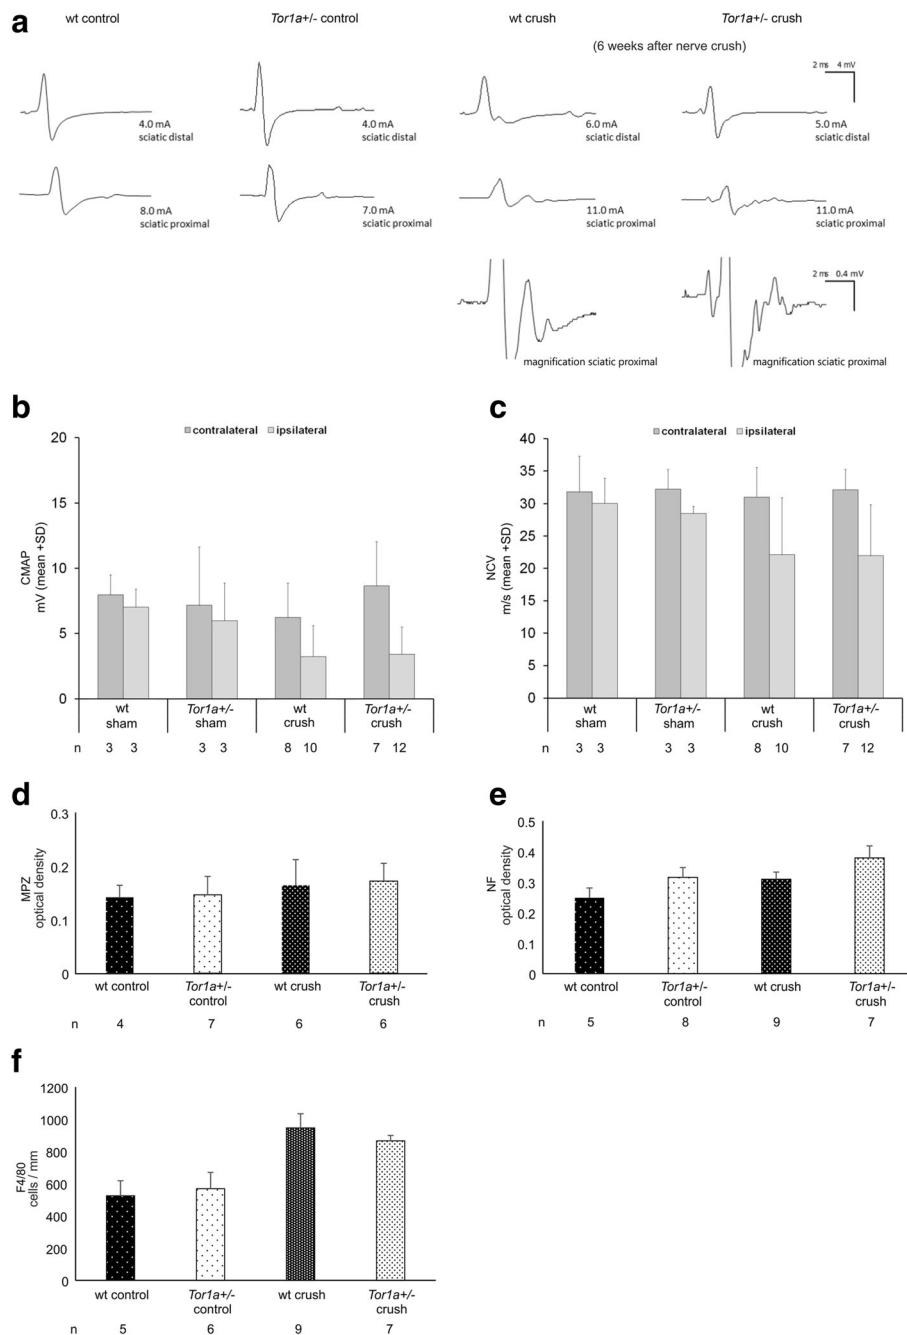 a
wt control
Tor1a+/- control
wt crush
Tor1a+/- crush
(6 weeks after nerve crush)
2 ms 4 mV
4.0 mA
sciatic distal
4.0 mA
sciatic distal
6.0 mA
sciatic distal
5.0 mA
sciatic distal
8.0 mA
sciatic proximal
7.0 mA
sciatic proximal
11.0 mA
sciatic proximal
11.0 mA
sciatic proximal
2 ms 0.4 mV
magnification sciatic proximal
magnification sciatic proximal
b
contralateral ipsilateral
CMAP
mV (mean +SD)
20
15
10
5
0
wt
sham
Tor1a+/-
sham
wt
crush
Tor1a+/-
crush
n 3 3 3 3 8 10 7 12
c
contralateral ipsilateral
NCV
m/s (mean +SD)
40
35
30
25
20
15
10
5
0
wt
sham
Tor1a+/-
sham
wt
crush
Tor1a+/-
crush
n 3 3 3 3 8 10 7 12
d
MPZ
optical density
0.3
0.2
0.1
0
wt control
Tor1a+/-
control
wt crush
Tor1a+/-
crush
n 4 7 6 6
e
NF
optical density
0.5
0.4
0.3
0.2
0.1
0
wt control
Tor1a+/-
control
wt crush
Tor1a+/-
crush
n 5 8 9 7
f
F4/80
cells / mm
1200
1000
800
600
400
200
0
wt control
Tor1a+/-
control
wt crush
Tor1a+/-
crush
n 5 6 9 7